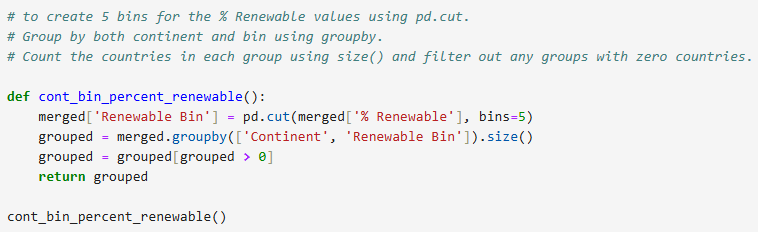 # to create 5 bins for the % Renewable values using pd.cut.
# Group by both continent and bin using groupby.
# Count the countries in each group using size() and filter out any groups with zero countries.

def cont_bin_percent_renewable():
    merged['Renewable Bin'] = pd.cut(merged['% Renewable'], bins=5)
    grouped = merged.groupby(['Continent', 'Renewable Bin']).size()
    grouped = grouped[grouped > 0]
    return grouped

cont_bin_percent_renewable()